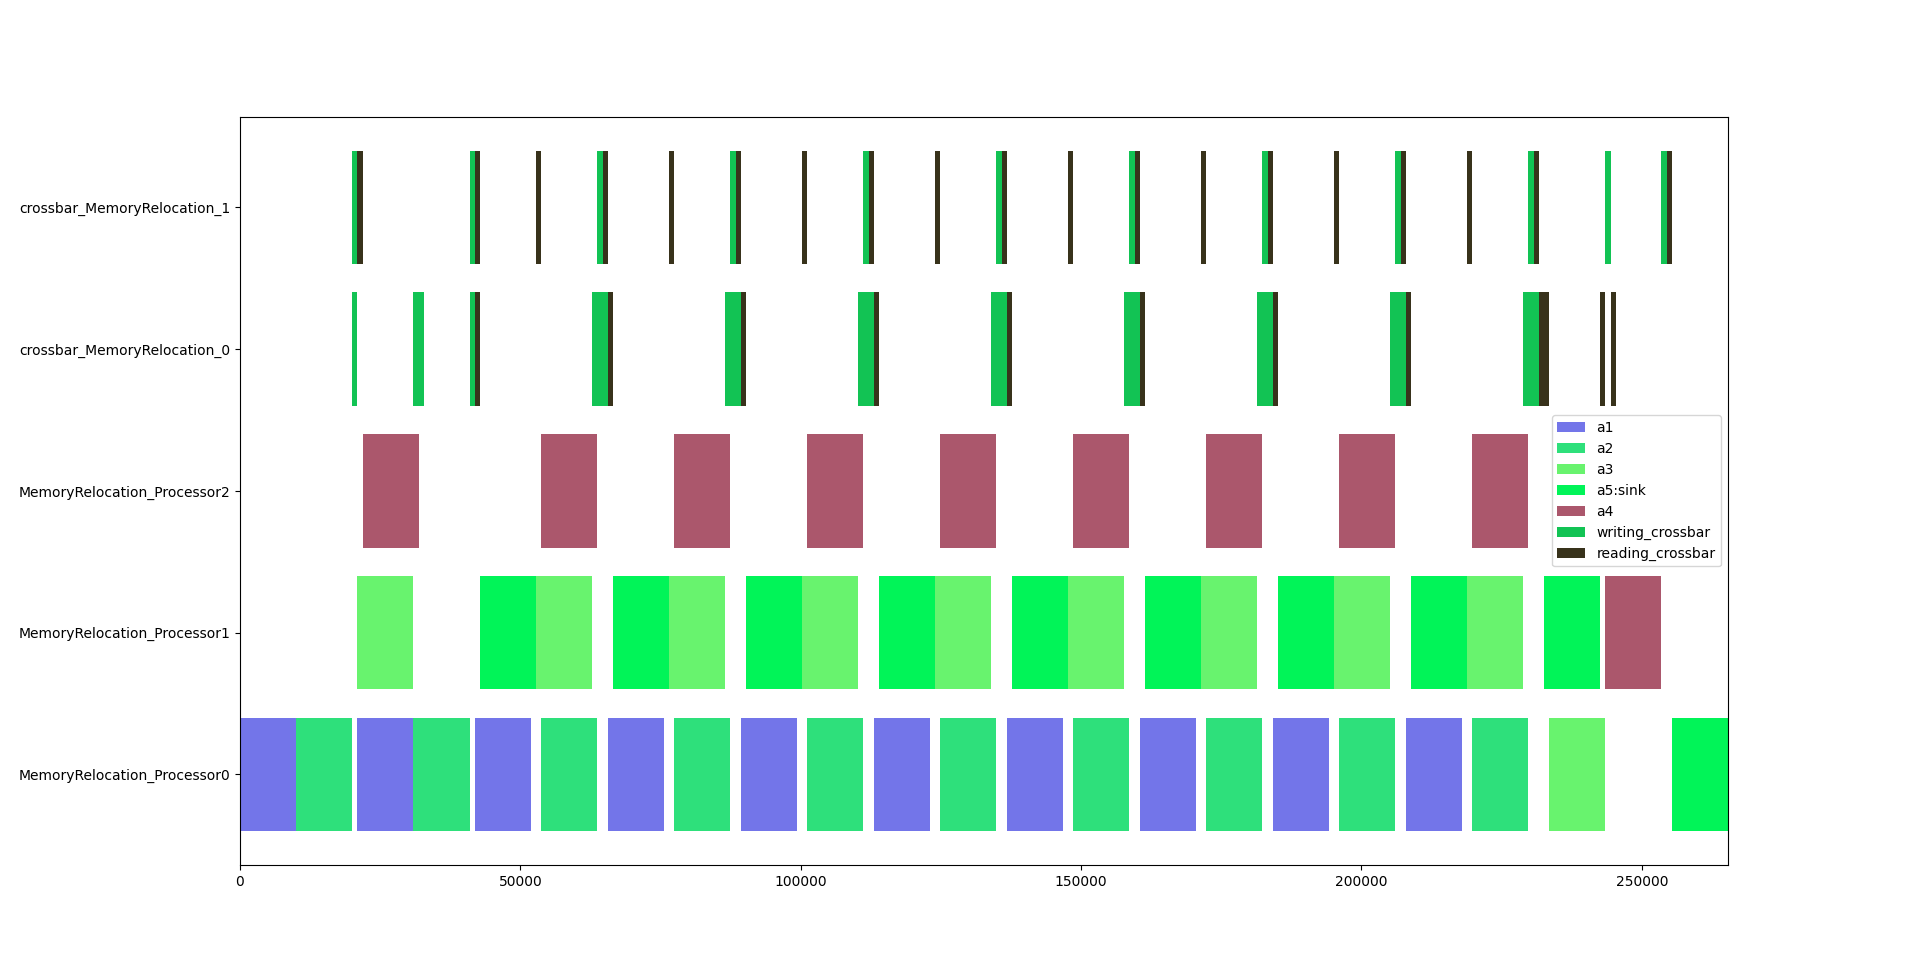 crossbar_MemoryRelocation_1
crossbar_MemoryRelocation_0
MemoryRelocation_Processor2
MemoryRelocation_Processor1
MemoryRelocation_Processor0
a1
a2
a3
a5:sink
a4
writing_crossbar
reading_crossbar
0
50000
100000
150000
200000
250000